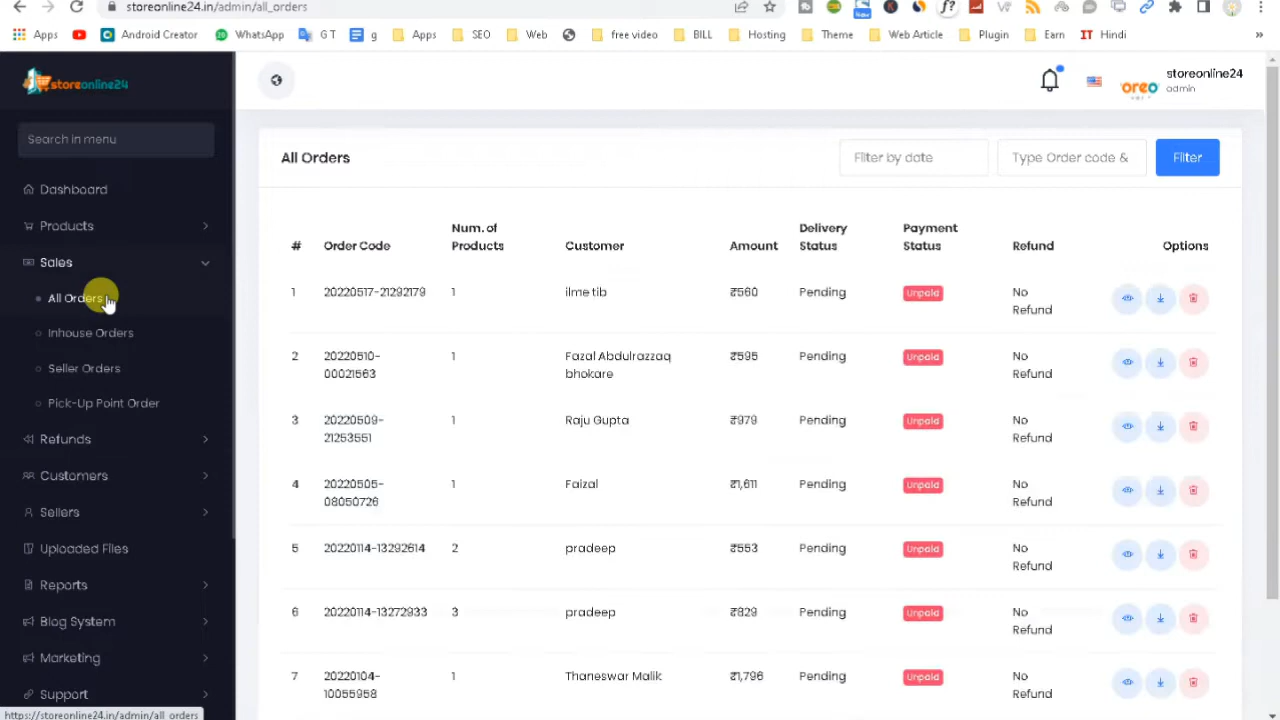 streonline24.in/admin/all_orders
Apps Android Creator WhatsApp G T g Apps SEO Web free video BILL Hosting Theme Web Article Plugin Earn IT Hindi »
storeonline24
oreo
storeonline24
admin
Search in menu
Dashboard
Products
Sales
All Orders
Inhouse Orders
Seller Orders
Pick-Up Point Order
Refunds
Customers
Sellers
Uploaded Files
Reports
Blog System
Marketing
Support
https://storeonline24.in/admin/all_orders
All Orders Filter by date Type Order code & Filter
# Order Code Num. of Products Customer Amount Delivery Status Payment Status Refund Options
1 20220517-21292179 1 ilme tib ₹560 Pending Unpaid No Refund
2 20220510-00021563 1 Fazal Abdulrazzaq bhokare ₹595 Pending Unpaid No Refund
3 20220509-21253551 1 Raju Gupta ₹979 Pending Unpaid No Refund
4 20220505-08050726 1 Faizal ₹1,611 Pending Unpaid No Refund
5 20220114-13292614 2 pradeep ₹553 Pending Unpaid No Refund
6 20220114-13272933 3 pradeep ₹829 Pending Unpaid No Refund
7 20220104-10055958 1 Thaneswar Malik ₹1,796 Pending Unpaid No Refund